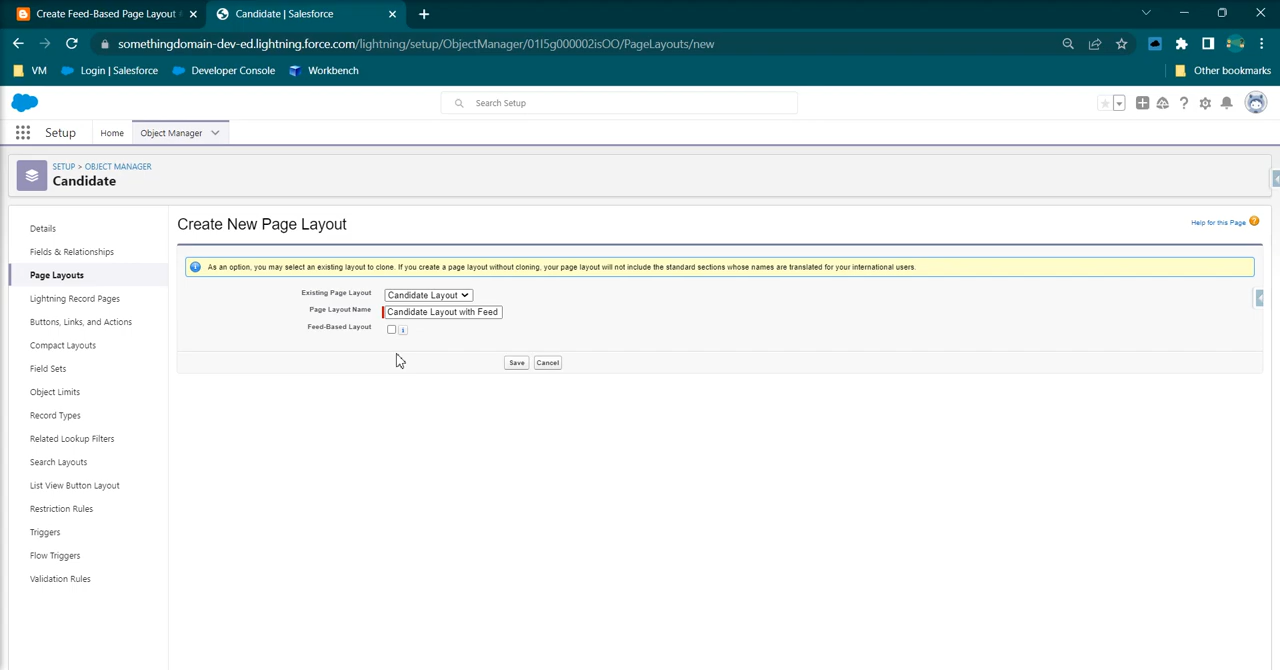 Create Feed-Based Page Layout
Candidate | Salesforce
somethingdomain-dev-ed.lightning.force.com/lightning/setup/ObjectManager/01I5g000002isOO/PageLayouts/new
VM
Login | Salesforce
Developer Console
Workbench
Other bookmarks
Search Setup
Setup
Home
Object Manager
SETUP > OBJECT MANAGER
Candidate
Details
Fields & Relationships
Page Layouts
Lightning Record Pages
Buttons, Links, and Actions
Compact Layouts
Field Sets
Object Limits
Record Types
Related Lookup Filters
Search Layouts
List View Button Layout
Restriction Rules
Triggers
Flow Triggers
Validation Rules
Create New Page Layout
Help for this Page
As an option, you may select an existing layout to clone. If you create a page layout without cloning, your page layout will not include the standard sections whose names are translated for your international users.
Existing Page Layout Candidate Layout
Page Layout Name Candidate Layout with Feed
Feed-Based Layout
Save Cancel